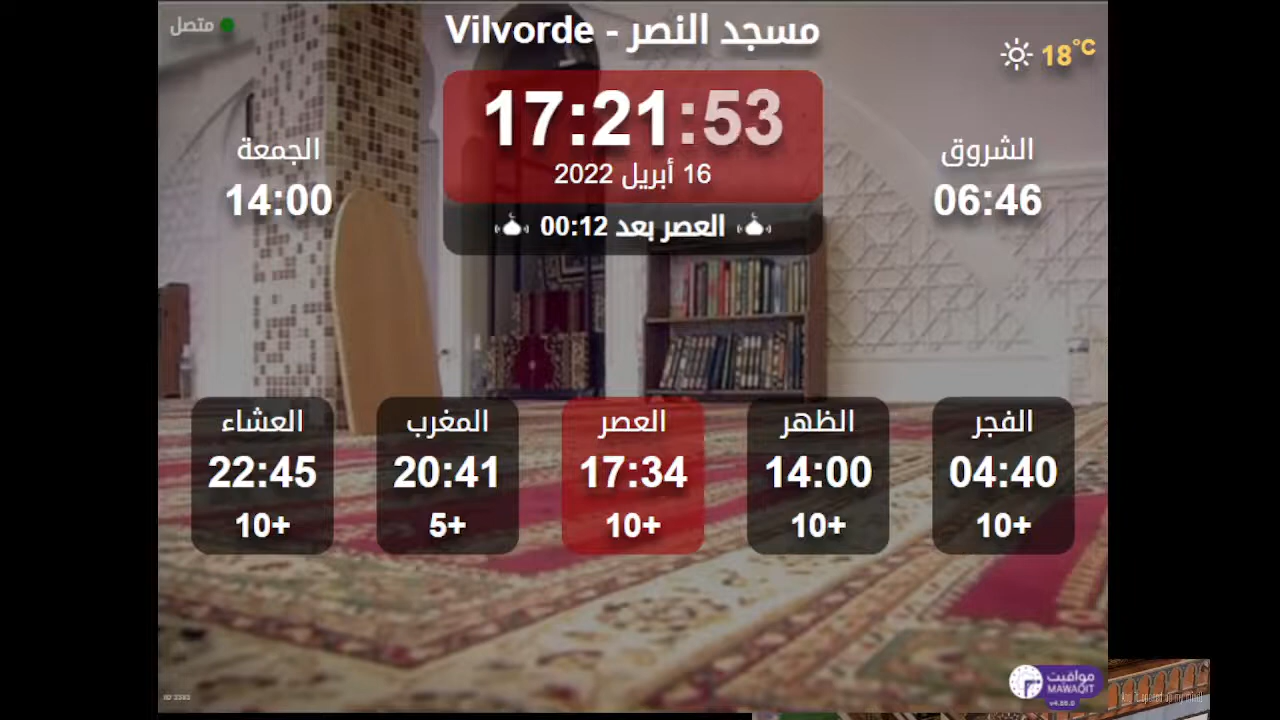 متصل
Vilvorde - مسجد النصر
18°C
17:21:53
16 أبريل 2022
العصر بعد 00:12
الشروق
06:46
الجمعة
14:00
الفجر
04:40
10+
الظهر
14:00
10+
العصر
17:34
10+
المغرب
20:41
5+
العشاء
22:45
10+
مواقيت
MAWAQIT